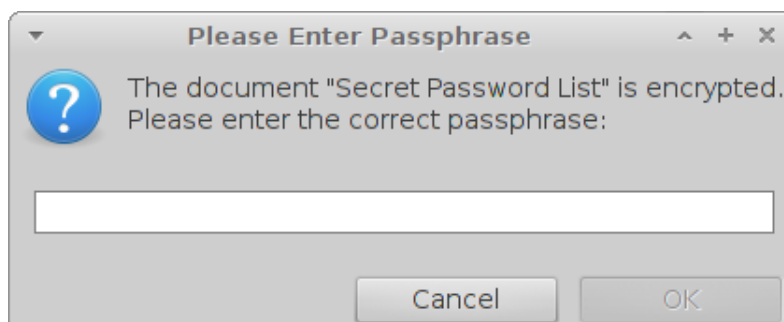 Please Enter Passphrase
The document "Secret Password List" is encrypted.
Please enter the correct passphrase:
Cancel
OK